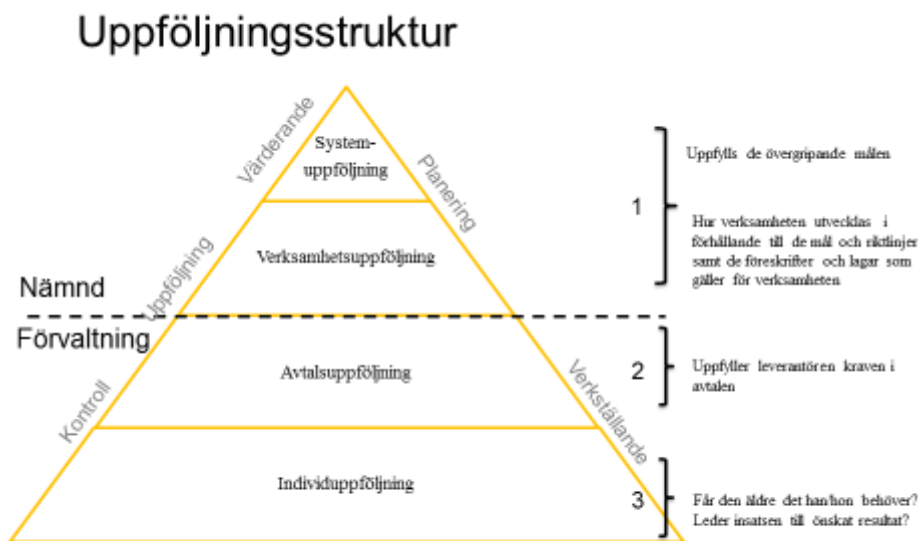 Uppföljningsstruktur
Värderande
System-
uppföljning
Planering
1
Uppfylls de övergripande målen
Hur verksamheten utvecklas i
förhållande till de mål och riktlinjer
samt de föreskrifter och lagar som
gäller för verksamheten
Uppföljning
Verksamhetsuppföljning
Nämnd
Förvaltning
Kontroll
Avtalsuppföljning
Verkställande
2
Uppfyller leverantören kraven i
avtalen
Individuppföljning
3
Får den äldre det han/hon behöver?
Leder insatsen till önskat resultat?